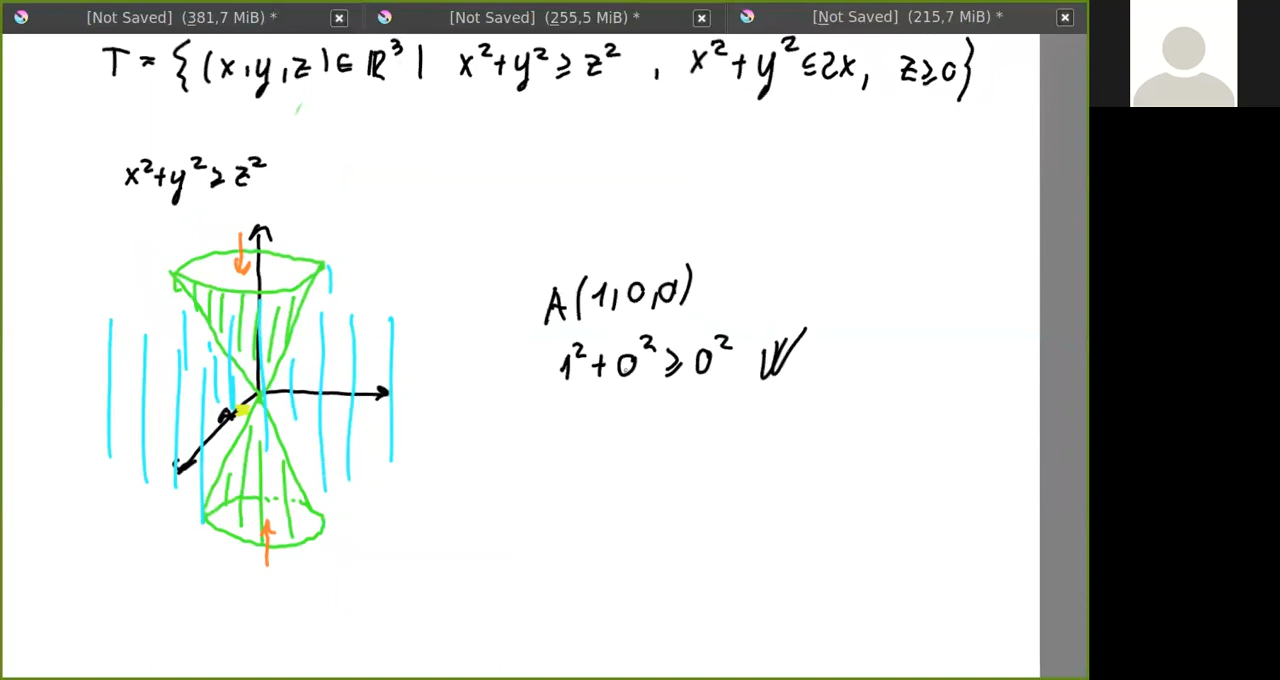 [Not Saved] (381,7 MiB) * [Not Saved] (255,5 MiB) * [Not Saved] (215,7 MiB) *
T = {(x,y,z) ∈ ℝ³ | x²+y² ≥ z² , x²+y² ≤ 2x, z ≥ 0}
x²+y² ≥ z²
A(1,0,0)
1² + 0² ≥ 0²